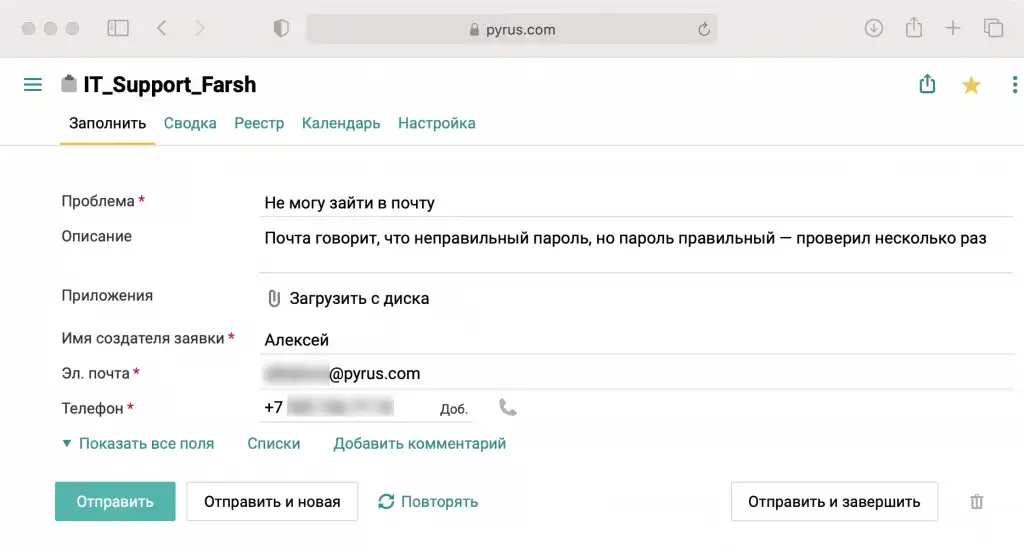 pyrus.com
IT_Support_Farsh
Заполнить Сводка Реестр Календарь Настройка
Проблема * Не могу зайти в почту
Описание Почта говорит, что неправильный пароль, но пароль правильный — проверил несколько раз
Приложения Загрузить с диска
Имя создателя заявки * Алексей
Эл. почта * @pyrus.com
Телефон * +7 Доб.
Показать все поля Списки Добавить комментарий
Отправить Отправить и новая Повторять Отправить и завершить